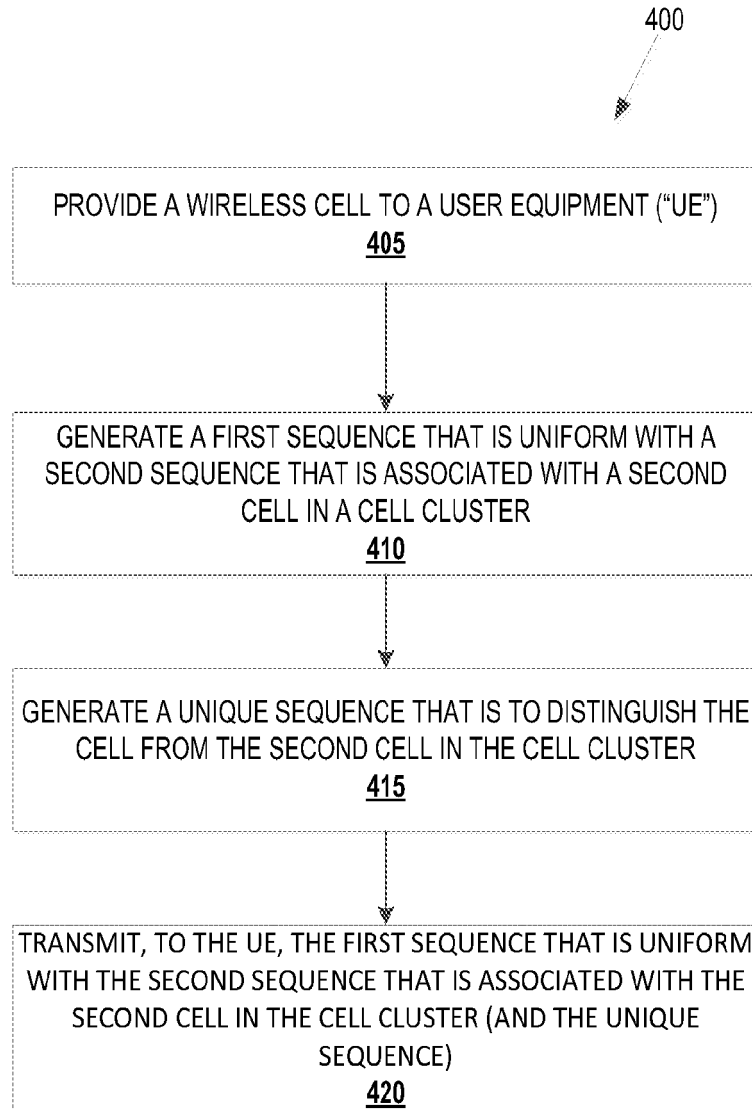 400
PROVIDE A WIRELESS CELL TO A USER EQUIPMENT (“UE”)
405
GENERATE A FIRST SEQUENCE THAT IS UNIFORM WITH A
SECOND SEQUENCE THAT IS ASSOCIATED WITH A SECOND
CELL IN A CELL CLUSTER
410
GENERATE A UNIQUE SEQUENCE THAT IS TO DISTINGUISH THE
CELL FROM THE SECOND CELL IN THE CELL CLUSTER
415
TRANSMIT, TO THE UE, THE FIRST SEQUENCE THAT IS UNIFORM
WITH THE SECOND SEQUENCE THAT IS ASSOCIATED WITH THE
SECOND CELL IN THE CELL CLUSTER (AND THE UNIQUE
SEQUENCE)
420